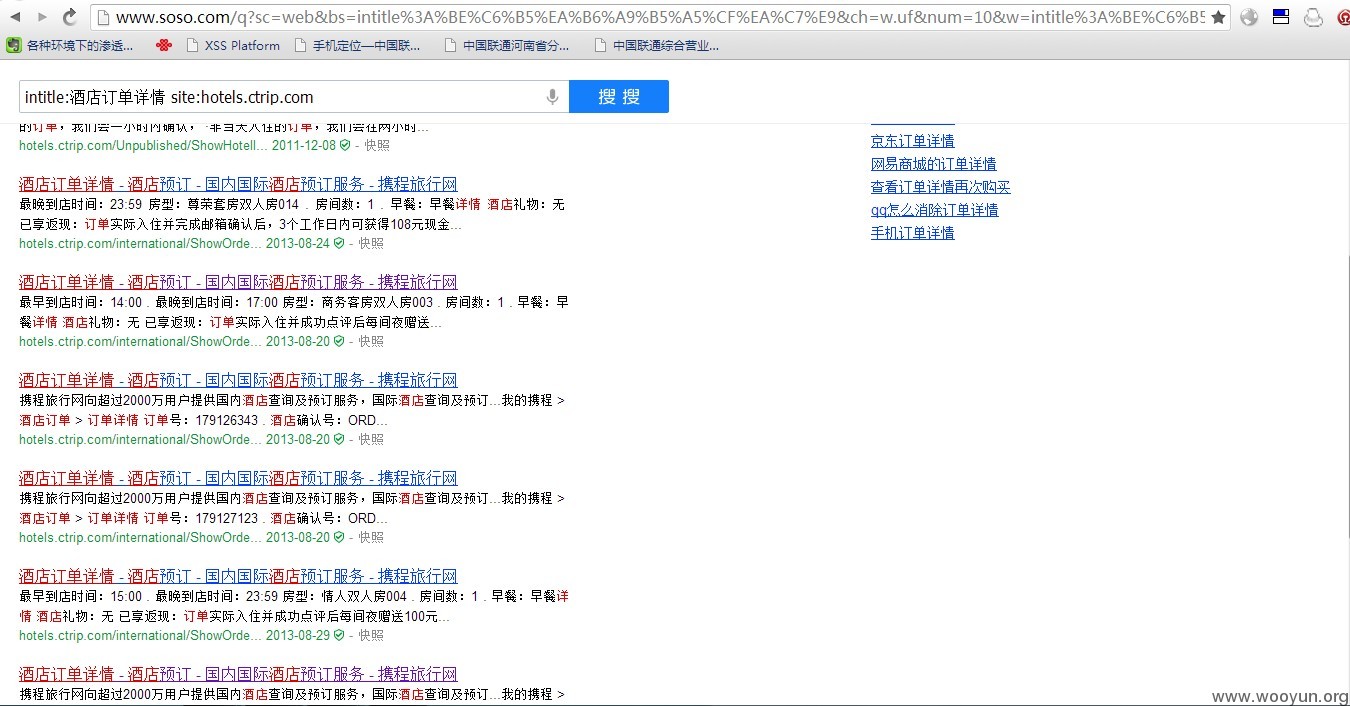 www.soso.com/q?sc=web&bs=intitle%3A%BE%C6%B5%EA%B6%A9%B5%A5%CF%EA%C7%E9&ch=w.uf&num=10&w=intitle%3A%BE%C6%B5
各种环境下的渗透... XSS Platform 手机定位—中国联... 中国联通河南省分... 中国联通综合营业...
intitle:酒店订单详情 site:hotels.ctrip.com 搜 搜
的订单，我们会一小时内确认，·非当天入住的订单，我们会在两小时...
hotels.ctrip.com/Unpublished/ShowHotell... 2011-12-08 - 快照
酒店订单详情 - 酒店预订 - 国内国际酒店预订服务 - 携程旅行网
最晚到店时间：23:59 房型：尊荣套房双人房014 . 房间数：1 . 早餐：早餐详情 酒店礼物：无
已享返现：订单实际入住并完成邮箱确认后，3个工作日内可获得108元现金...
hotels.ctrip.com/international/ShowOrde... 2013-08-24 - 快照
酒店订单详情 - 酒店预订 - 国内国际酒店预订服务 - 携程旅行网
最早到店时间：14:00 . 最晚到店时间：17:00 房型：商务客房双人房003 . 房间数：1 . 早餐：早
餐详情 酒店礼物：无 已享返现：订单实际入住并成功点评后每间夜赠送...
hotels.ctrip.com/international/ShowOrde... 2013-08-20 - 快照
酒店订单详情 - 酒店预订 - 国内国际酒店预订服务 - 携程旅行网
携程旅行网向超过2000万用户提供国内酒店查询及预订服务，国际酒店查询及预订...我的携程 >
酒店订单 > 订单详情 订单号：179126343 . 酒店确认号：ORD...
hotels.ctrip.com/international/ShowOrde... 2013-08-20 - 快照
酒店订单详情 - 酒店预订 - 国内国际酒店预订服务 - 携程旅行网
携程旅行网向超过2000万用户提供国内酒店查询及预订服务，国际酒店查询及预订...我的携程 >
酒店订单 > 订单详情 订单号：179127123 . 酒店确认号：ORD...
hotels.ctrip.com/international/ShowOrde... 2013-08-20 - 快照
酒店订单详情 - 酒店预订 - 国内国际酒店预订服务 - 携程旅行网
最早到店时间：15:00 . 最晚到店时间：23:59 房型：情人双人房004 . 房间数：1 . 早餐：早餐详
情 酒店礼物：无 已享返现：订单实际入住并成功点评后每间夜赠送100元...
hotels.ctrip.com/international/ShowOrde... 2013-08-29 - 快照
酒店订单详情 - 酒店预订 - 国内国际酒店预订服务 - 携程旅行网
携程旅行网向超过2000万用户提供国内酒店查询及预订服务，国际酒店查询及预订...我的携程 >
京东订单详情
网易商城的订单详情
查看订单详情再次购买
qq怎么消除订单详情
手机订单详情
www.wooyun.org